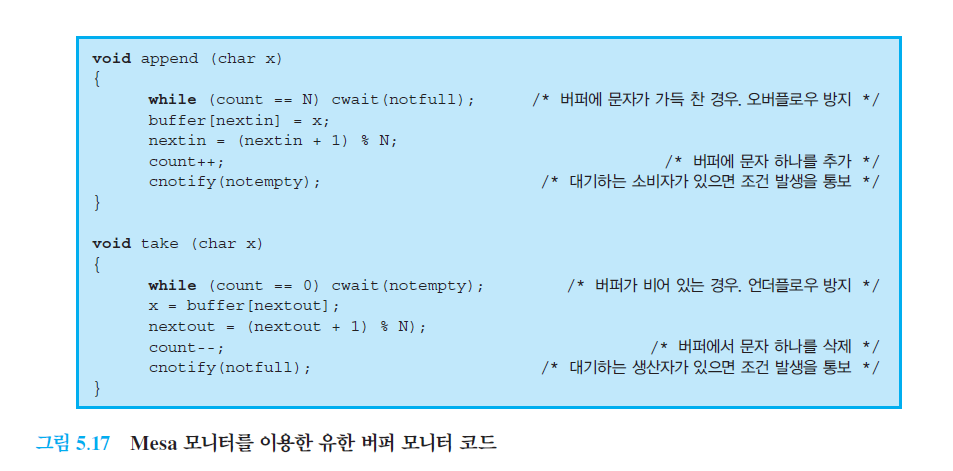 void append (char x)
{
while (count == N) cwait(notfull); /* 버퍼에 문자가 가득 찬 경우. 오버플로우 방지 */
buffer[nextin] = x;
nextin = (nextin + 1) % N;
count++; /* 버퍼에 문자 하나를 추가 */
cnotify(notempty); /* 대기하는 소비자가 있으면 조건 발생을 통보 */
}
void take (char x)
{
while (count == 0) cwait(notempty); /* 버퍼가 비어 있는 경우. 언더플로우 방지 */
x = buffer[nextout];
nextout = (nextout + 1) % N);
count--; /* 버퍼에서 문자 하나를 삭제 */
cnotify(notfull); /* 대기하는 생산자가 있으면 조건 발생을 통보 */
}
그림 5.17 Mesa 모니터를 이용한 유한 버퍼 모니터 코드